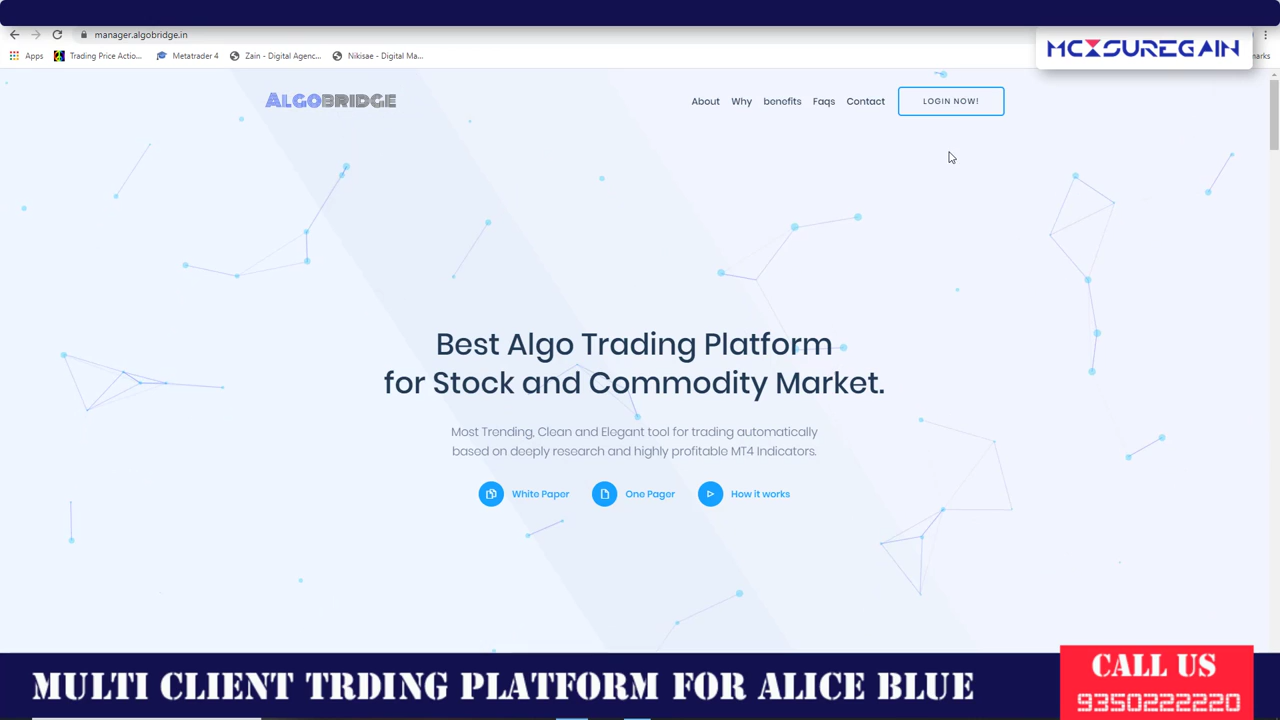 manager.algobridge.in
Apps
Trading Price Actio...
Metatrader 4
Zain - Digital Agenc...
Nikisae - Digital Ma...
arks
MCXSUREGAIN
ALGOBRIDGE
About
Why
benefits
Faqs
Contact
LOGIN NOW!
Best Algo Trading Platform
for Stock and Commodity Market.
Most Trending, Clean and Elegant tool for trading automatically
based on deeply research and highly profitable MT4 Indicators.
White Paper
One Pager
How it works
MULTI CLIENT TRDING PLATFORM FOR ALICE BLUE
CALL US
9350222220